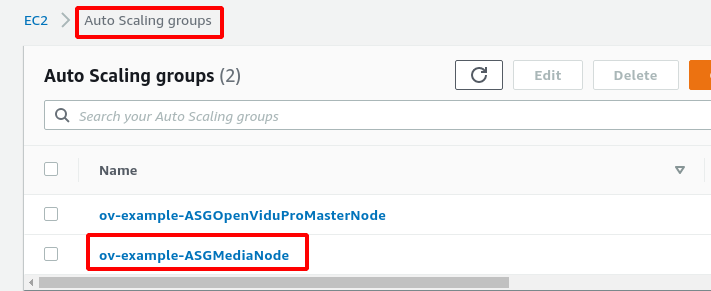 EC2 > Auto Scaling groups
Auto Scaling groups (2)
Edit
Delete
Search your Auto Scaling groups
Name
ov-example-ASGOpenViduProMasterNode
ov-example-ASGMediaNode